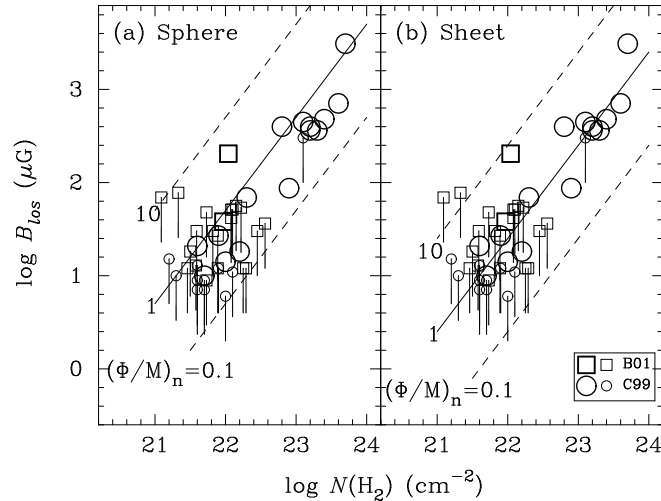 (a) Sphere
(b) Sheet
log B_los (μG)
3
2
1
0
10
1
(Φ/M)_n=0.1
10
1
(Φ/M)_n=0.1
B01
C99
21 22 23 24
21 22 23 24
log N(H₂) (cm⁻²)